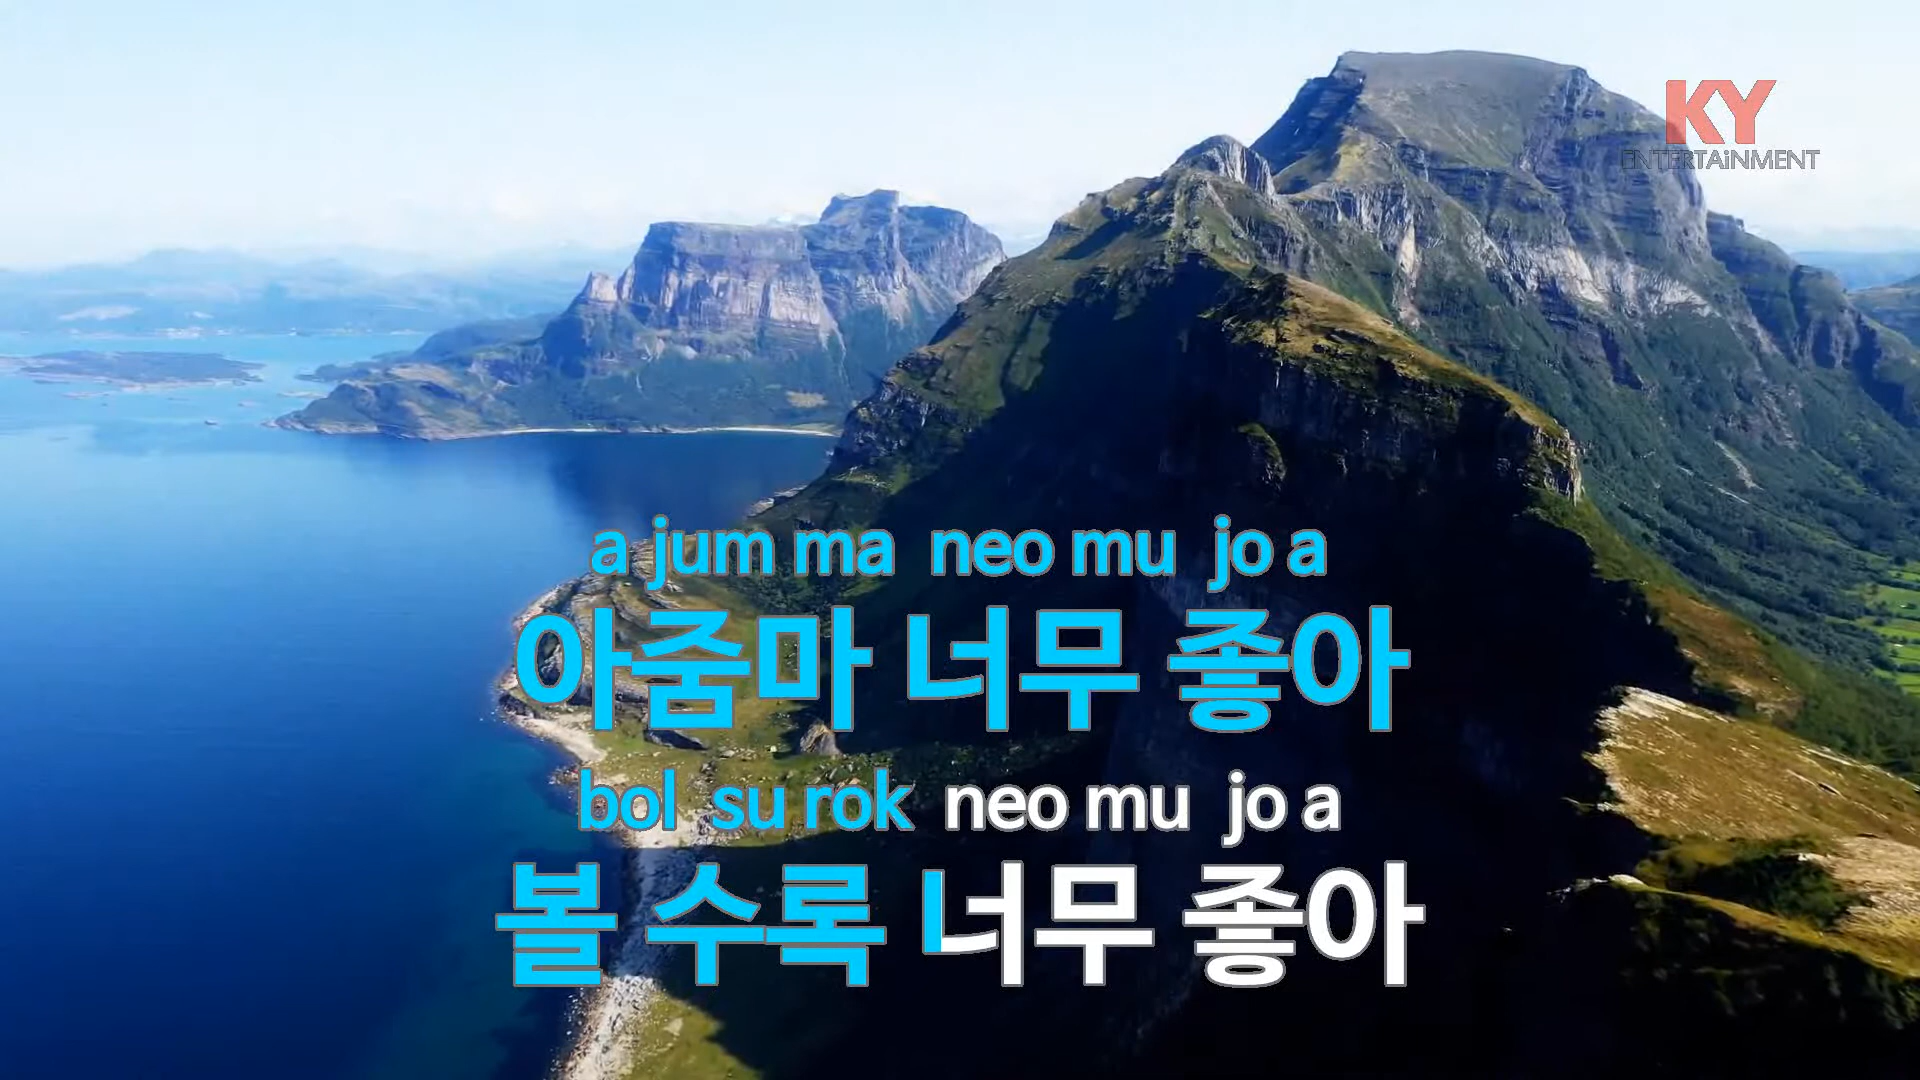 KY
ENTERTAiNMENT
a jum ma neo mu jo a
아줌마 너무 좋아
bol su rok neo mu jo a
볼 수록 너무 좋아